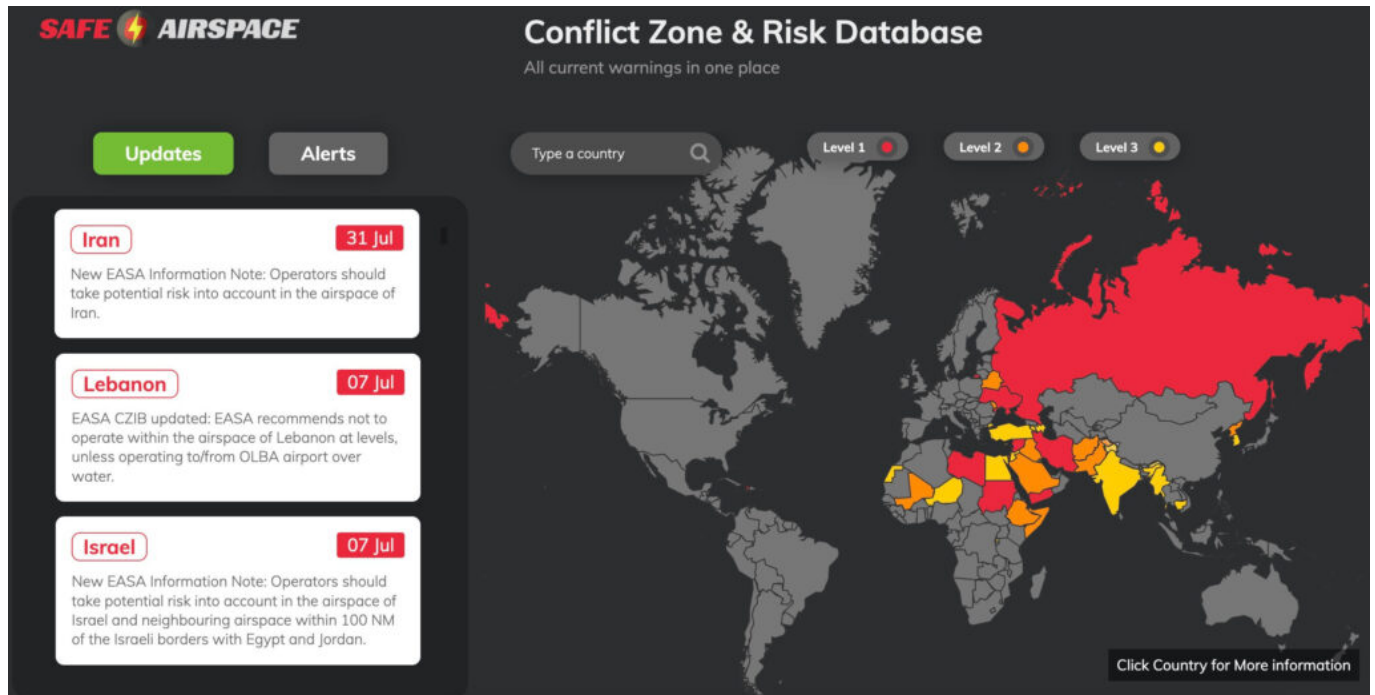 SAFE AIRSPACE
Conflict Zone & Risk Database
All current warnings in one place
Updates
Alerts
Type a country
Level 1
Level 2
Level 3
Iran
31 Jul
New EASA Information Note: Operators should
take potential risk into account in the airspace of
Iran.
Lebanon
07 Jul
EASA CZIB updated: EASA recommends not to
operate within the airspace of Lebanon at levels,
unless operating to/from OLBA airport over
water.
Israel
07 Jul
New EASA Information Note: Operators should
take potential risk into account in the airspace of
Israel and neighbouring airspace within 100 NM
of the Israeli borders with Egypt and Jordan.
Click Country for More information